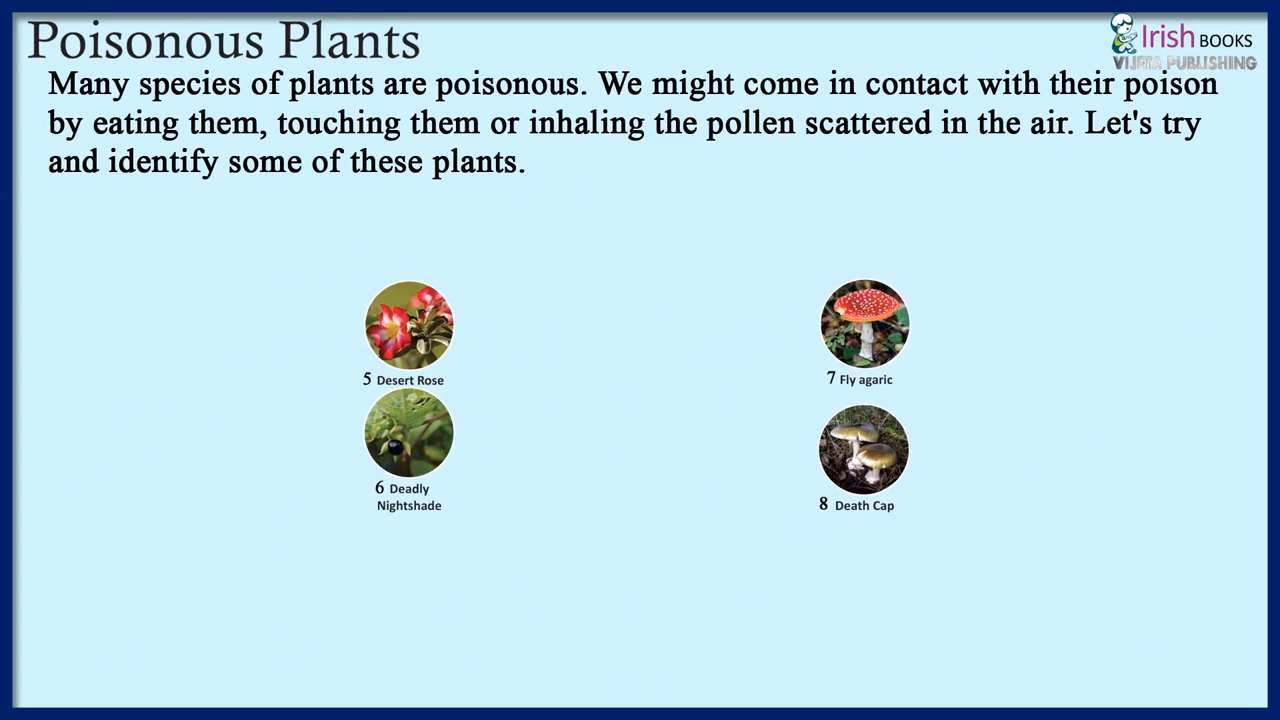 Poisonous Plants
Irish BOOKS
VIJETA PUBLISHING
Many species of plants are poisonous. We might come in contact with their poison
by eating them, touching them or inhaling the pollen scattered in the air. Let's try
and identify some of these plants.
5 Desert Rose
7 Fly agaric
6 Deadly
Nightshade
8 Death Cap